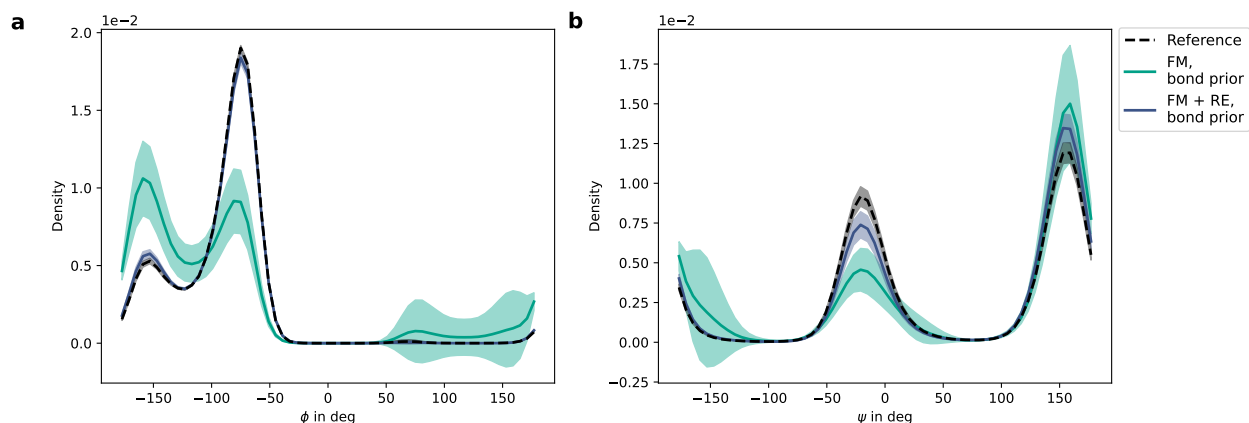 a
1e−2
2.0
1.5
1.0
0.5
0.0
Density
−150 −100 −50 0 50 100 150
ϕ in deg
b
1e−2
1.75
1.50
1.25
1.00
0.75
0.50
0.25
0.00
−0.25
Density
−150 −100 −50 0 50 100 150
ψ in deg
Reference
FM,
bond prior
FM + RE,
bond prior